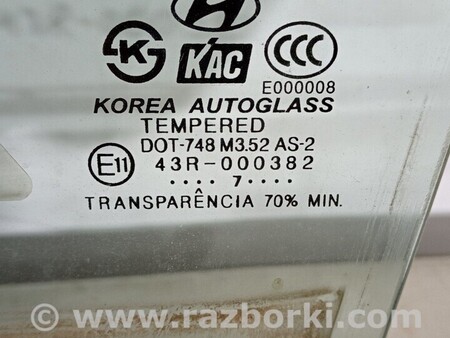 KAC
E000008
KOREA AUTOGLASS
TEMPERED
DOT-748 M3.52 AS-2
E11 43R-000382
.... 7 ....
TRANSPARÊNCIA 70% MIN.
© www.razborki.com